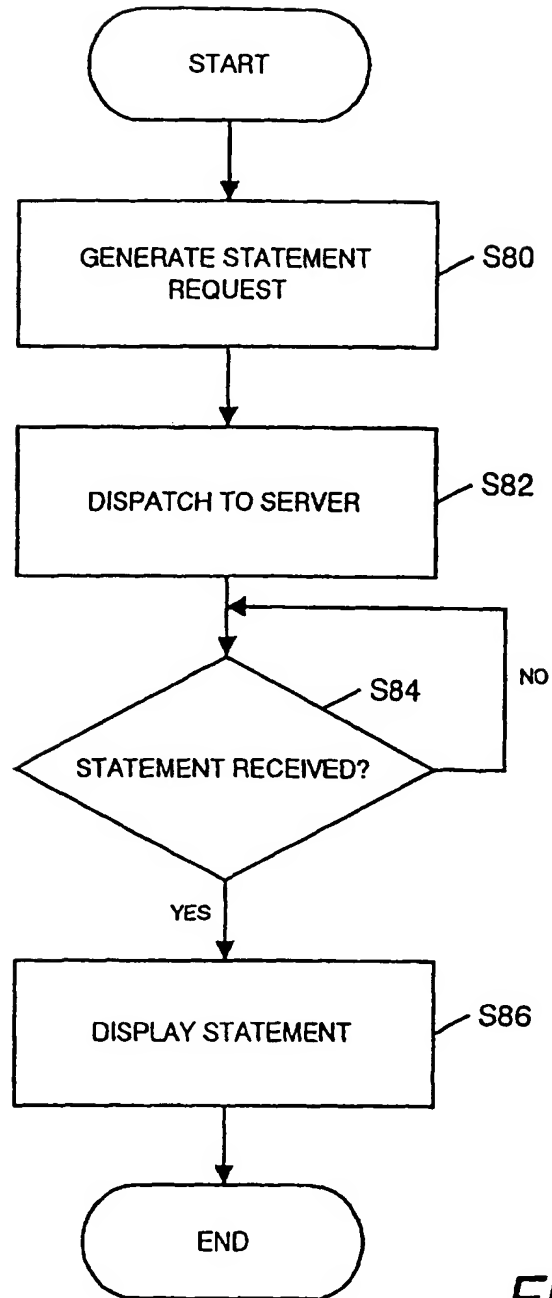 START
GENERATE STATEMENT
REQUEST
S80
DISPATCH TO SERVER
S82
S84
NO
STATEMENT RECEIVED?
YES
DISPLAY STATEMENT
S86
END